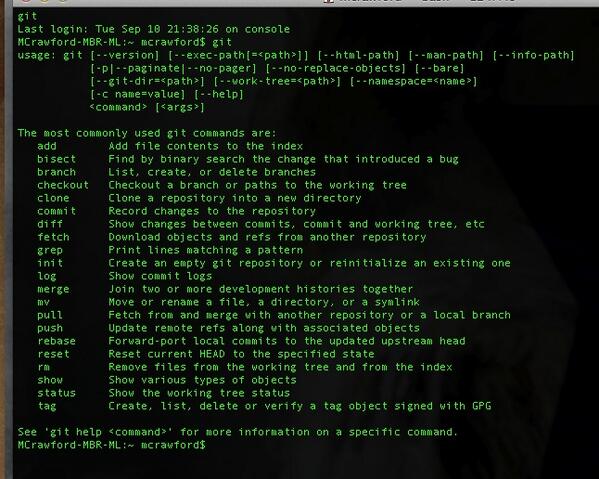 git
Last login: Tue Sep 10 21:38:26 on console
MCrawford-MBR-ML:~ mcrawford$ git
usage: git [--version] [--exec-path[=<path>]] [--html-path] [--man-path] [--info-path]
           [-p|--paginate|--no-pager] [--no-replace-objects] [--bare]
           [--git-dir=<path>] [--work-tree=<path>] [--namespace=<name>]
           [-c name=value] [--help]
           <command> [<args>]
The most commonly used git commands are:
   add        Add file contents to the index
   bisect     Find by binary search the change that introduced a bug
   branch     List, create, or delete branches
   checkout   Checkout a branch or paths to the working tree
   clone      Clone a repository into a new directory
   commit     Record changes to the repository
   diff       Show changes between commits, commit and working tree, etc
   fetch      Download objects and refs from another repository
   grep       Print lines matching a pattern
   init       Create an empty git repository or reinitialize an existing one
   log        Show commit logs
   merge      Join two or more development histories together
   mv         Move or rename a file, a directory, or a symlink
   pull       Fetch from and merge with another repository or a local branch
   push       Update remote refs along with associated objects
   rebase     Forward-port local commits to the updated upstream head
   reset      Reset current HEAD to the specified state
   rm         Remove files from the working tree and from the index
   show       Show various types of objects
   status     Show the working tree status
   tag        Create, list, delete or verify a tag object signed with GPG
See 'git help <command>' for more information on a specific command.
MCrawford-MBR-ML:~ mcrawford$